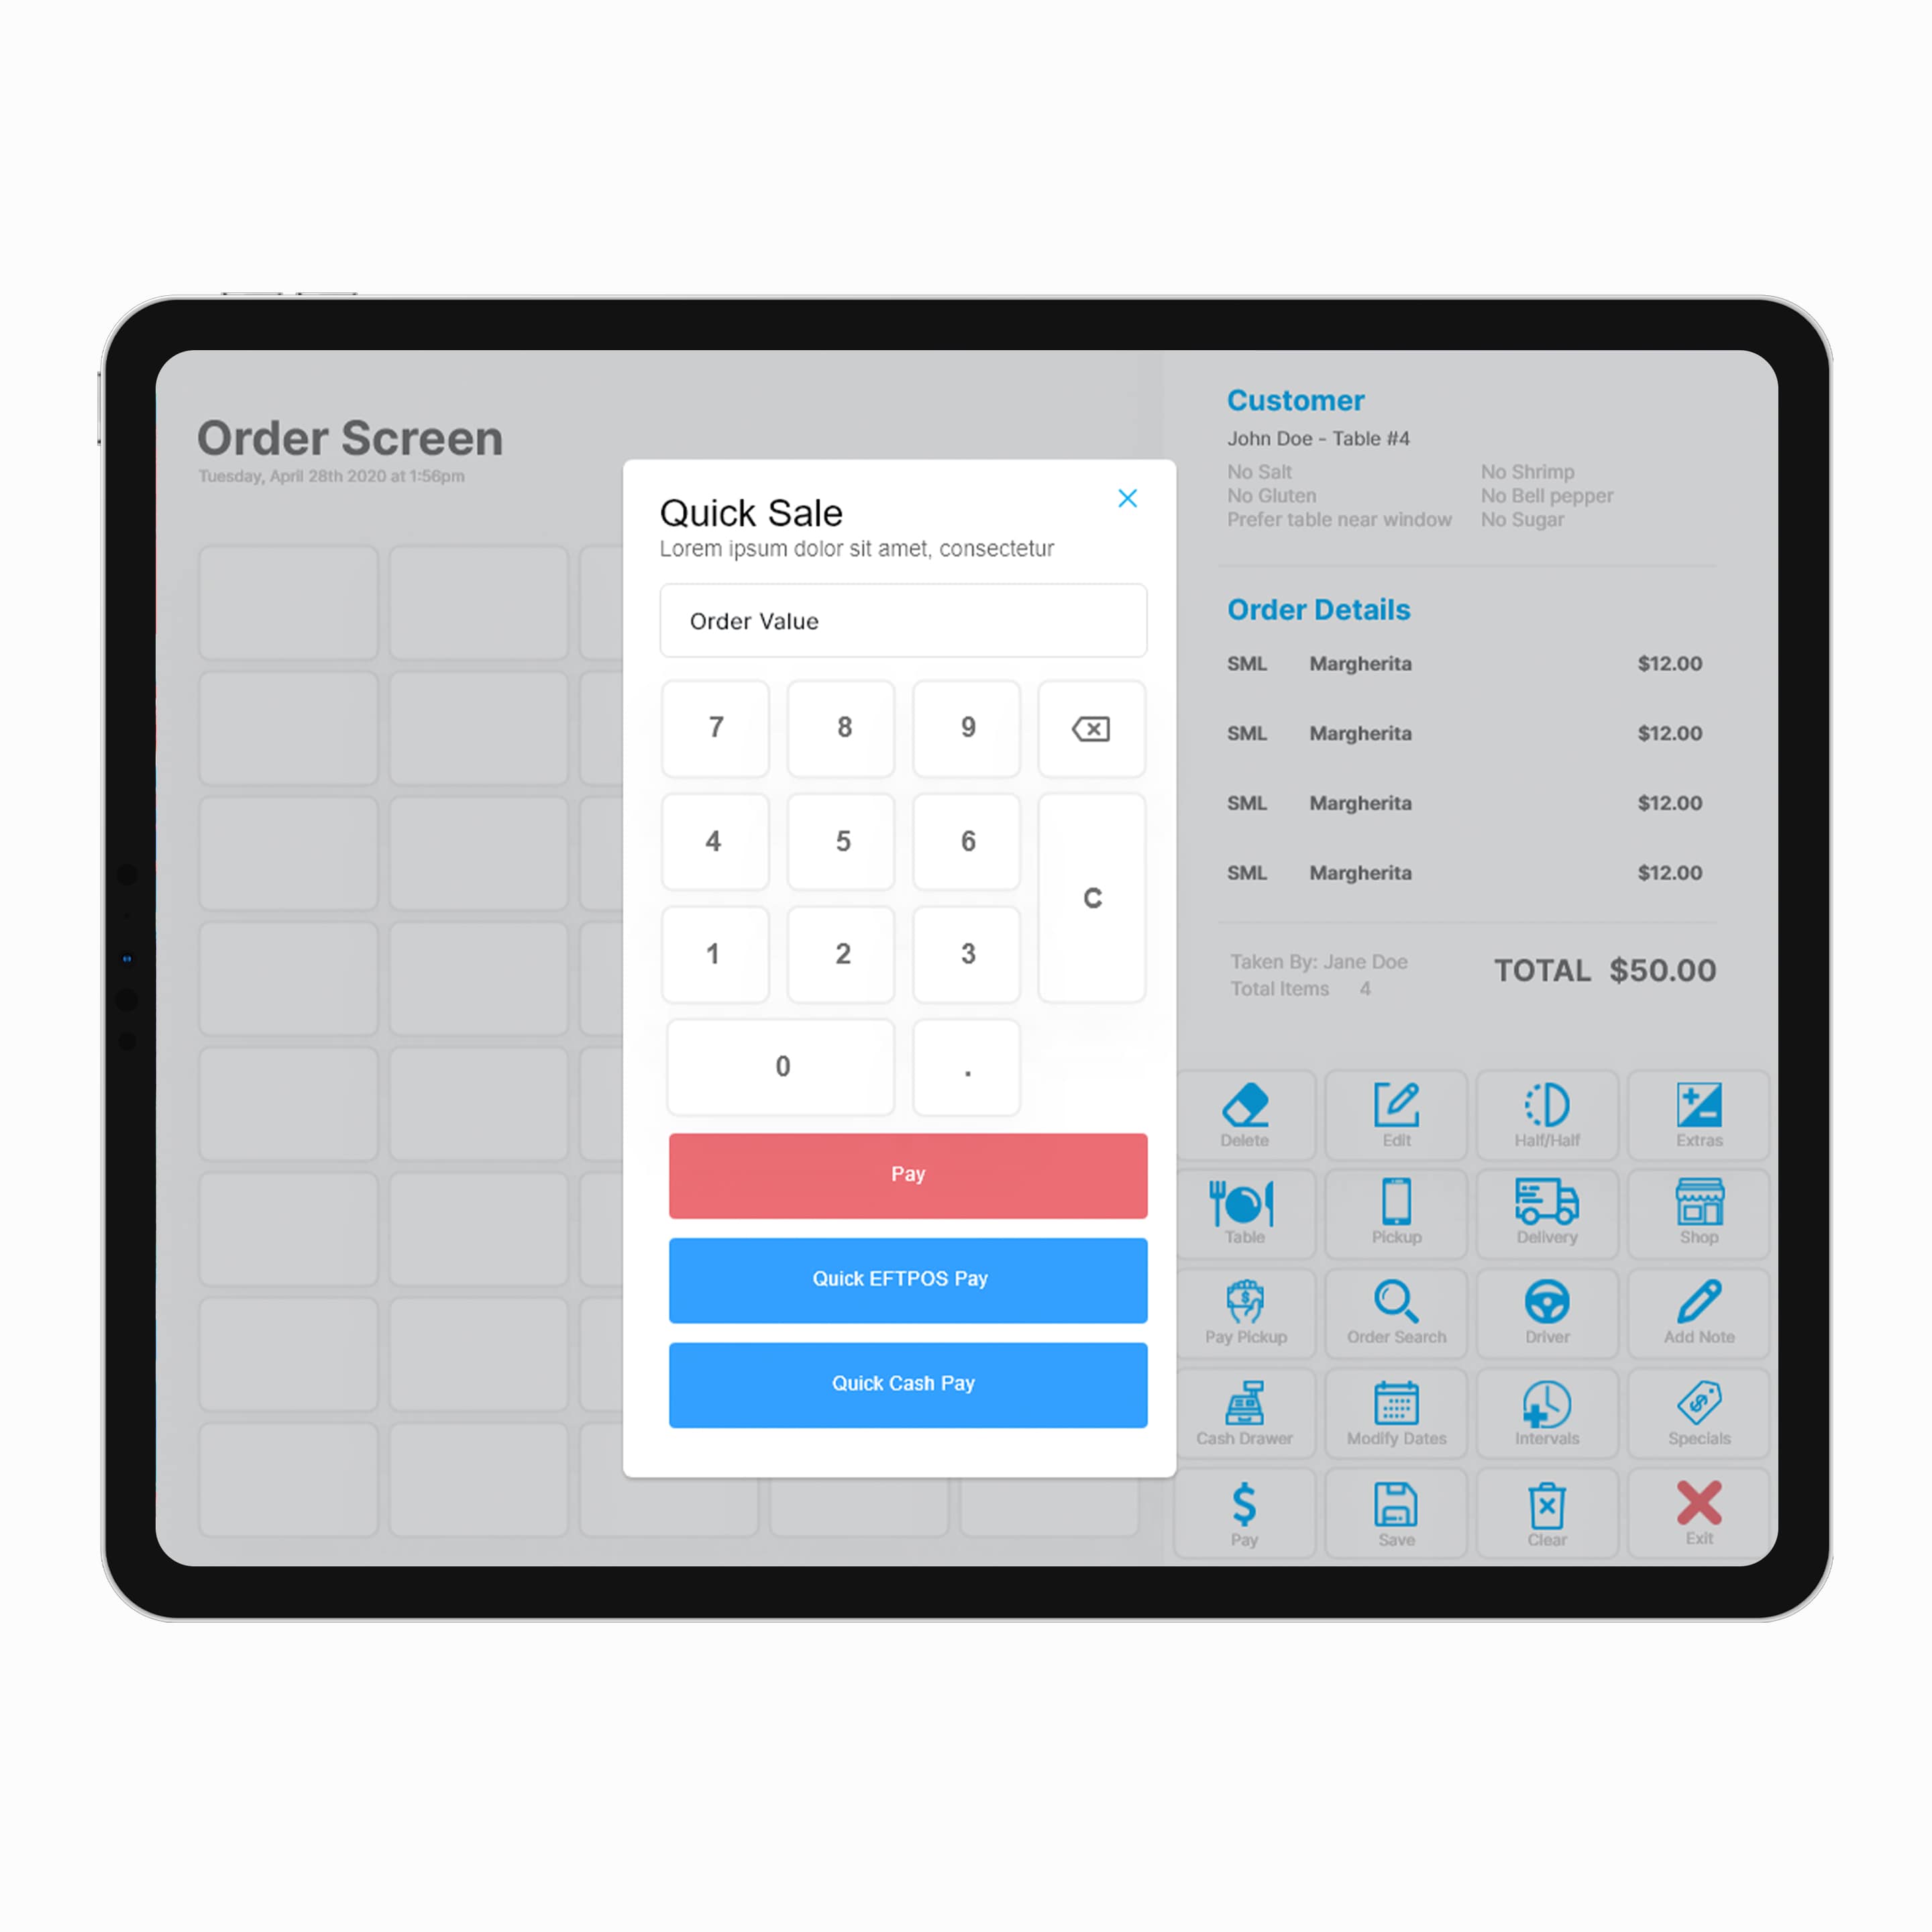 Order Screen
Tuesday, April 28th 2020 at 1:56pm
Quick Sale
Lorem ipsum dolor sit amet, consectetur
Order Value
7 8 9
4 5 6
C
1 2 3
0 .
Pay
Quick EFTPOS Pay
Quick Cash Pay
Customer
John Doe - Table #4
No Salt No Shrimp
No Gluten No Bell pepper
Prefer table near window No Sugar
Order Details
SML Margherita $12.00
SML Margherita $12.00
SML Margherita $12.00
SML Margherita $12.00
Taken By: Jane Doe
Total Items 4
TOTAL $50.00
Delete Edit Half/Half Extras
Table Pickup Delivery Shop
Pay Pickup Order Search Driver Add Note
Cash Drawer Modify Dates Intervals Specials
Pay Save Clear Exit